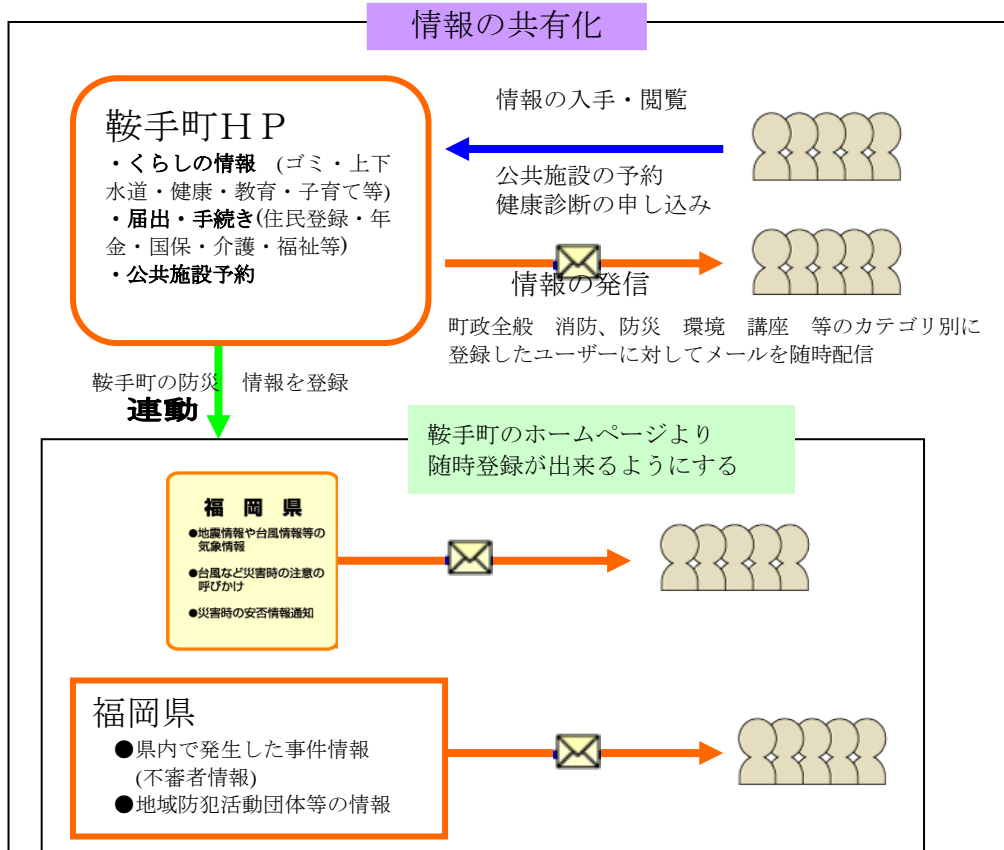 情報の共有化
鞍手町ＨＰ
・くらしの情報　(ゴミ・上下
水道・健康・教育・子育て等)
・届出・手続き(住民登録・年
金・国保・介護・福祉等)
・公共施設予約
情報の入手・閲覧
公共施設の予約
健康診断の申し込み
情報の発信
町政全般　消防、防災　環境　講座　等のカテゴリ別に
登録したユーザーに対してメールを随時配信
鞍手町の防災　情報を登録
連動
鞍手町のホームページより
随時登録が出来るようにする
福　岡　県
●地震情報や台風情報等の
気象情報
●台風など災害時の注意の
呼びかけ
●災害時の安否情報通知
福岡県
●県内で発生した事件情報
(不審者情報)
●地域防犯活動団体等の情報